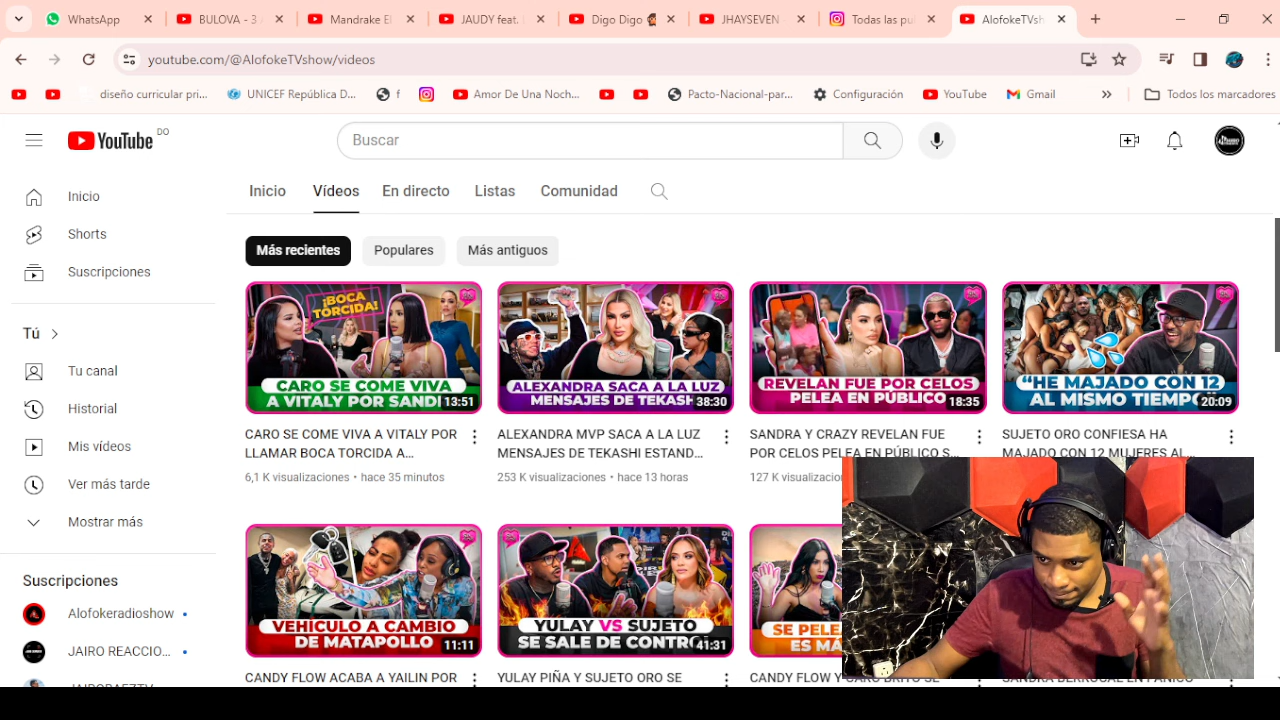 WhatsApp
BULOVA - 3
Mandrake E
JAUDY feat.
Digo Digo
JHAYSEVEN
Todas las pu
AlofokeTVsh
youtube.com/@AlofokeTVshow/videos
diseño curricular pri...
UNICEF República D...
f
Amor De Una Noch...
Pacto-Nacional-par...
Configuración
YouTube
Gmail
Todos los marcadores
YouTube DO
Buscar
Inicio
Vídeos
En directo
Listas
Comunidad
Más recientes
Populares
Más antiguos
Inicio
Shorts
Suscripciones
Tú
Tu canal
Historial
Mis vídeos
Ver más tarde
Mostrar más
Suscripciones
Alofokeradioshow
JAIRO REACCIO...
JAIROBAEZTV
¡BOCA
TORCIDA!
CARO SE COME VIVA
A VITALY POR SANDI
13:51
CARO SE COME VIVA A VITALY POR
LLAMAR BOCA TORCIDA A...
6,1 K visualizaciones • hace 35 minutos
ALEXANDRA SACA A LA LUZ
MENSAJES DE TEKASH
38:30
ALEXANDRA MVP SACA A LA LUZ
MENSAJES DE TEKASHI ESTAND...
253 K visualizaciones • hace 13 horas
REVELAN FUE POR CELOS
PELEA EN PÚBLICO
18:35
SANDRA Y CRAZY REVELAN FUE
POR CELOS PELEA EN PÚBLICO S...
127 K visualizacion
"HE MAJADO CON 12
AL MISMO TIEMPO
20:09
SUJETO ORO CONFIESA HA
MAJADO CON 12 MUJERES AL...
VEHICULO A CAMBIO
DE MATAPOLLO
11:11
CANDY FLOW ACABA A YAILIN POR
YULAY VS SUJETO
SE SALE DE CONTRO
41:31
YULAY PIÑA Y SUJETO ORO SE
SE PELE
ES MÁ
CANDY FLOW Y CARO BRITO SE
SANDRA BERROCAL EN PÁNICO